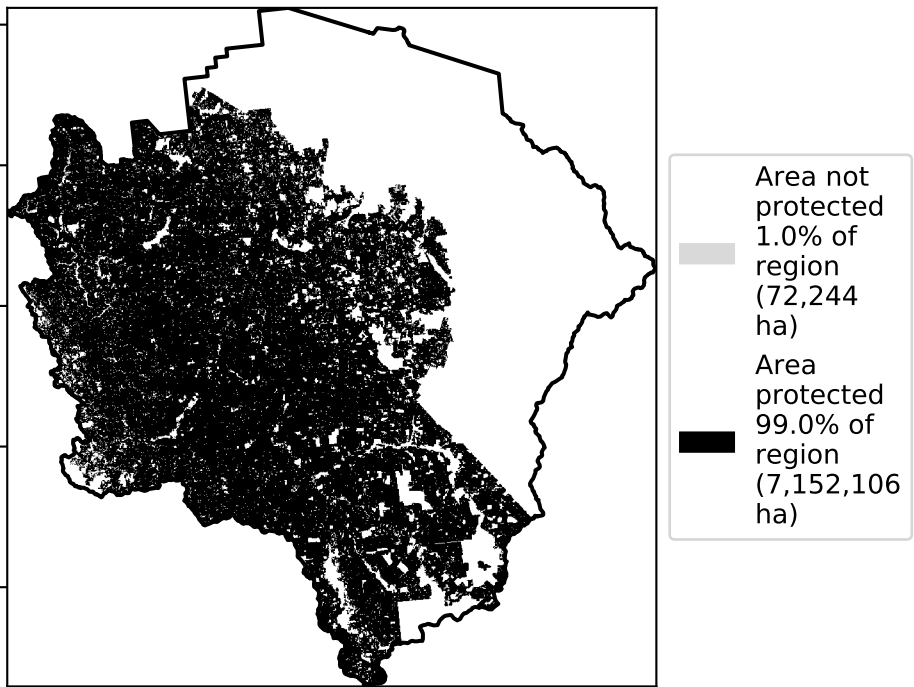 Area not
protected
1.0% of
region
(72,244
ha)
Area
protected
99.0% of
region
(7,152,106
ha)